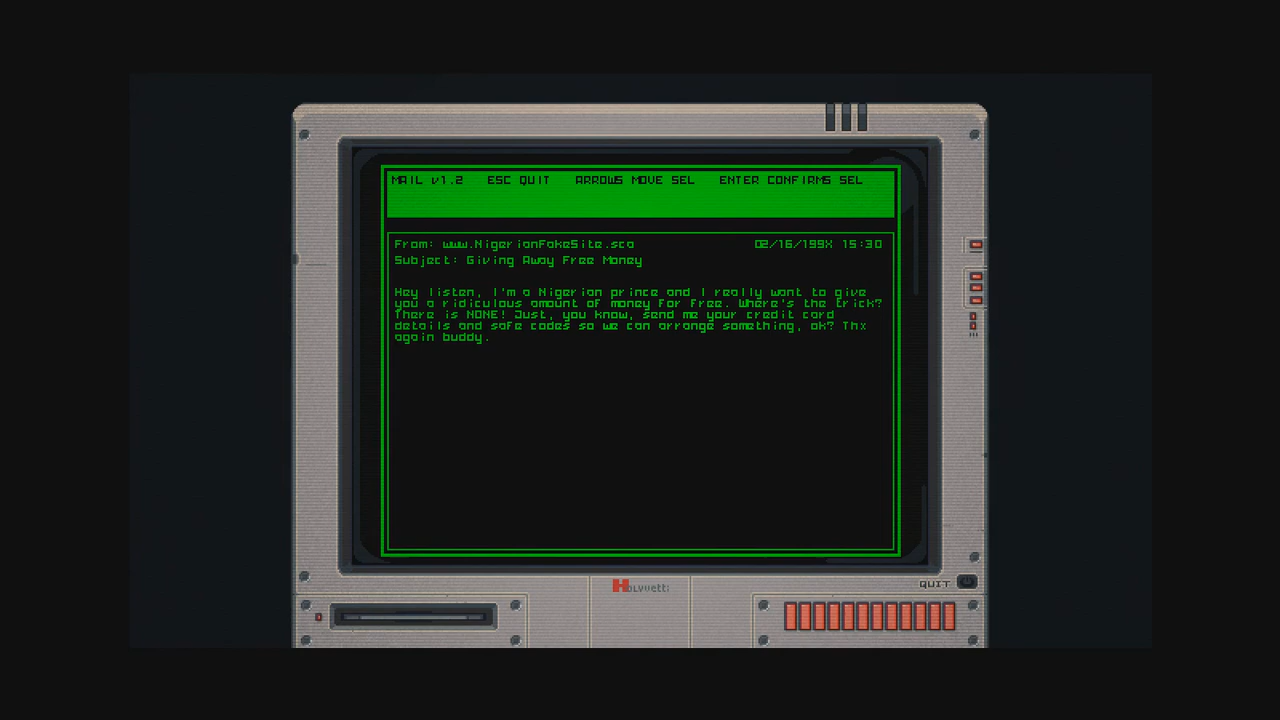 MAIL v1.2 ESC QUIT ARROWS MOVE SEL ENTER CONFIRMS SEL
From: www.NigerianFakeSite.sca 02/16/199X 15:30
Subject: Giving Away Free Money
Hey listen, I'm a Nigerian prince and I really want to give
you a ridiculous amount of money for free. Where's the trick?
There is NONE! Just, you know, send me your credit card
details and safe codes so we can arrange something, ok? Thx
again buddy.
QUIT
Holyvetti